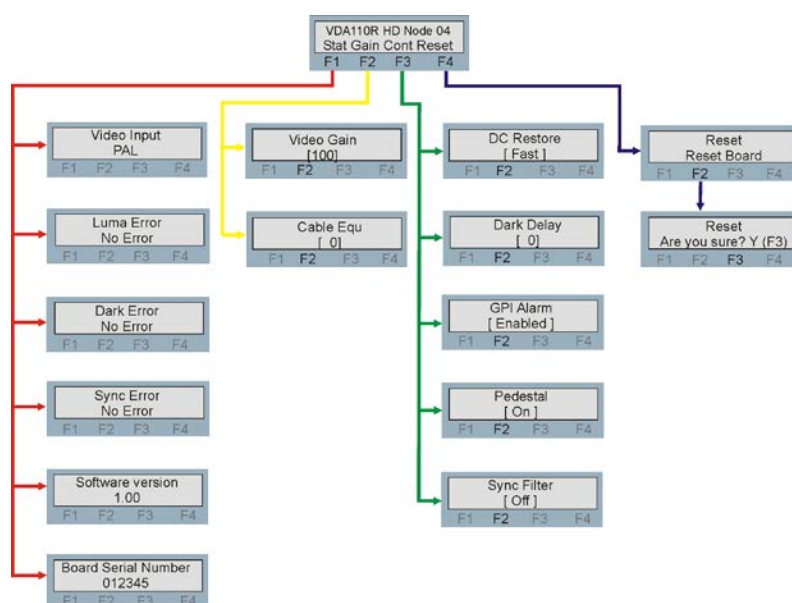 VDA110R HD Node 04
Stat Gain Cont Reset
F1 F2 F3 F4
Video Input
PAL
F1 F2 F3 F4
Luma Error
No Error
F1 F2 F3 F4
Dark Error
No Error
F1 F2 F3 F4
Sync Error
No Error
F1 F2 F3 F4
Software version
1.00
F1 F2 F3 F4
Board Serial Number
012345
F1 F2 F3 F4
Video Gain
[100]
F1 F2 F3 F4
Cable Equ
[ 0]
F1 F2 F3 F4
DC Restore
[ Fast ]
F1 F2 F3 F4
Dark Delay
[ 0]
F1 F2 F3 F4
GPI Alarm
[ Enabled ]
F1 F2 F3 F4
Pedestal
[ On ]
F1 F2 F3 F4
Sync Filter
[ Off ]
F1 F2 F3 F4
Reset
Reset Board
F1 F2 F3 F4
Reset
Are you sure? Y (F3)
F1 F2 F3 F4